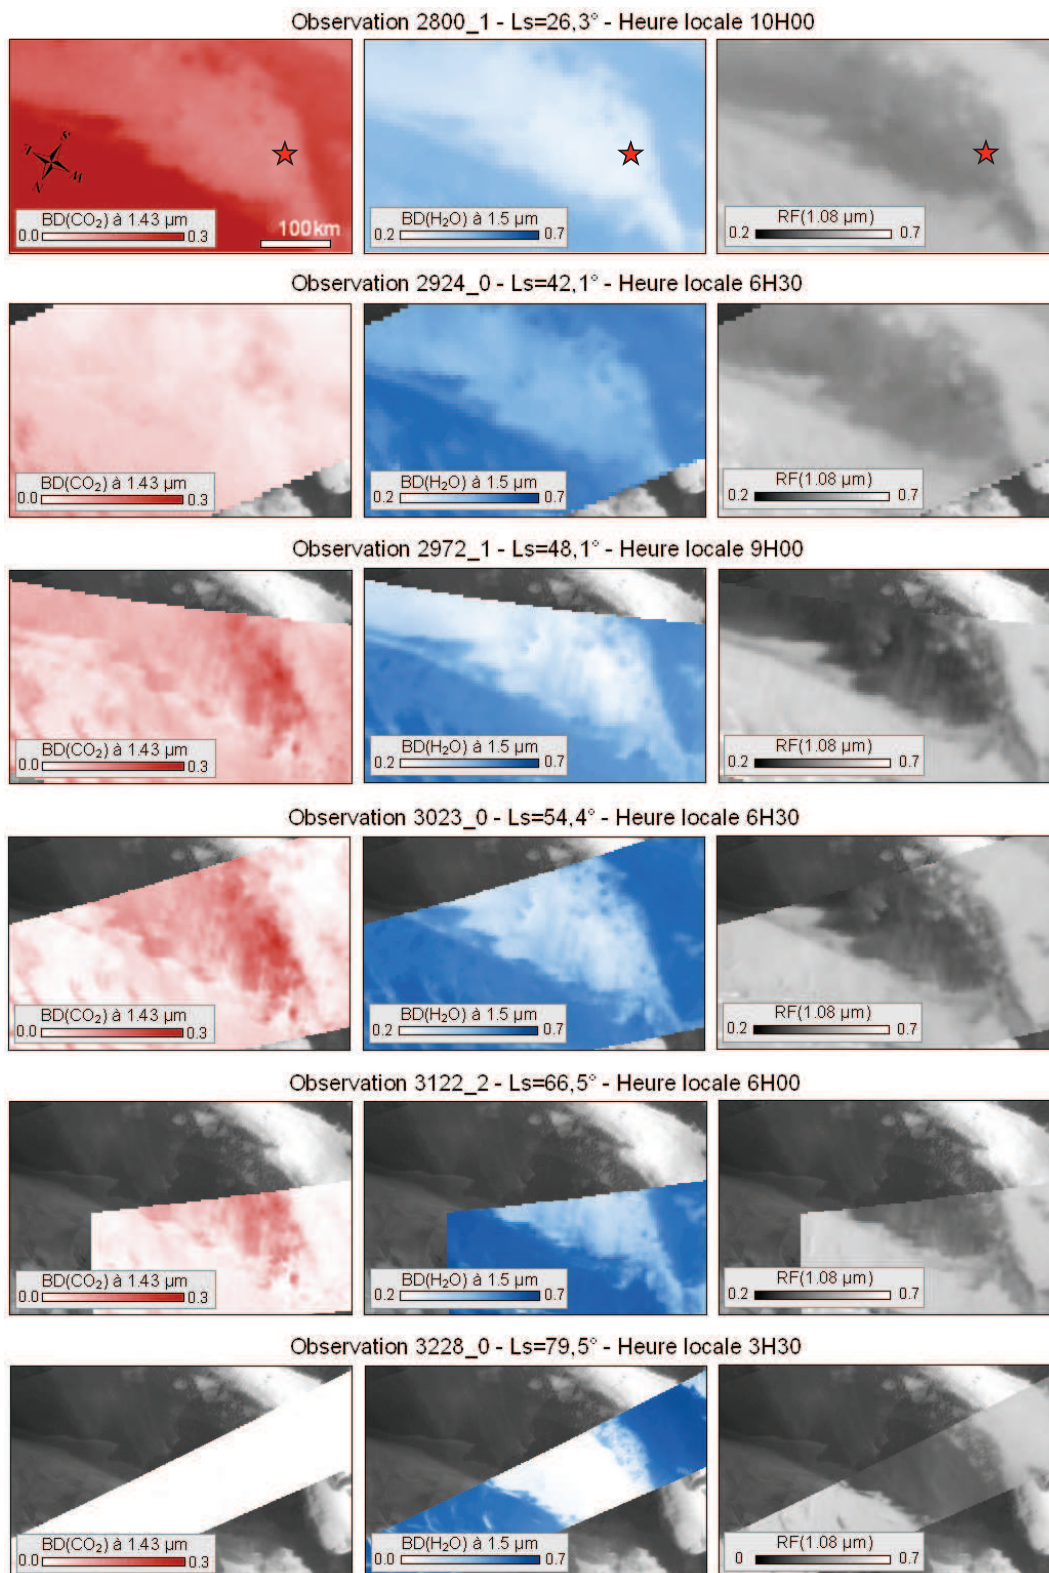 Observation 2800_1 - Ls=26,3° - Heure locale 10H00
S
A
M
N
BD(CO₂) à 1.43 µm
0.0 0.3
100km
BD(H₂O) à 1.5 µm
0.2 0.7
RF(1.08 µm)
0.2 0.7
Observation 2924_0 - Ls=42,1° - Heure locale 6H30
BD(CO₂) à 1.43 µm
0.0 0.3
BD(H₂O) à 1.5 µm
0.2 0.7
RF(1.08 µm)
0.2 0.7
Observation 2972_1 - Ls=48,1° - Heure locale 9H00
BD(CO₂) à 1.43 µm
0.0 0.3
BD(H₂O) à 1.5 µm
0.2 0.7
RF(1.08 µm)
0.2 0.7
Observation 3023_0 - Ls=54,4° - Heure locale 6H30
BD(CO₂) à 1.43 µm
0.0 0.3
BD(H₂O) à 1.5 µm
0.2 0.7
RF(1.08 µm)
0.2 0.7
Observation 3122_2 - Ls=66,5° - Heure locale 6H00
BD(CO₂) à 1.43 µm
0.0 0.3
BD(H₂O) à 1.5 µm
0.2 0.7
RF(1.08 µm)
0.2 0.7
Observation 3228_0 - Ls=79,5° - Heure locale 3H30
BD(CO₂) à 1.43 µm
0.0 0.3
BD(H₂O) à 1.5 µm
0.0 0.7
RF(1.08 µm)
0 0.7